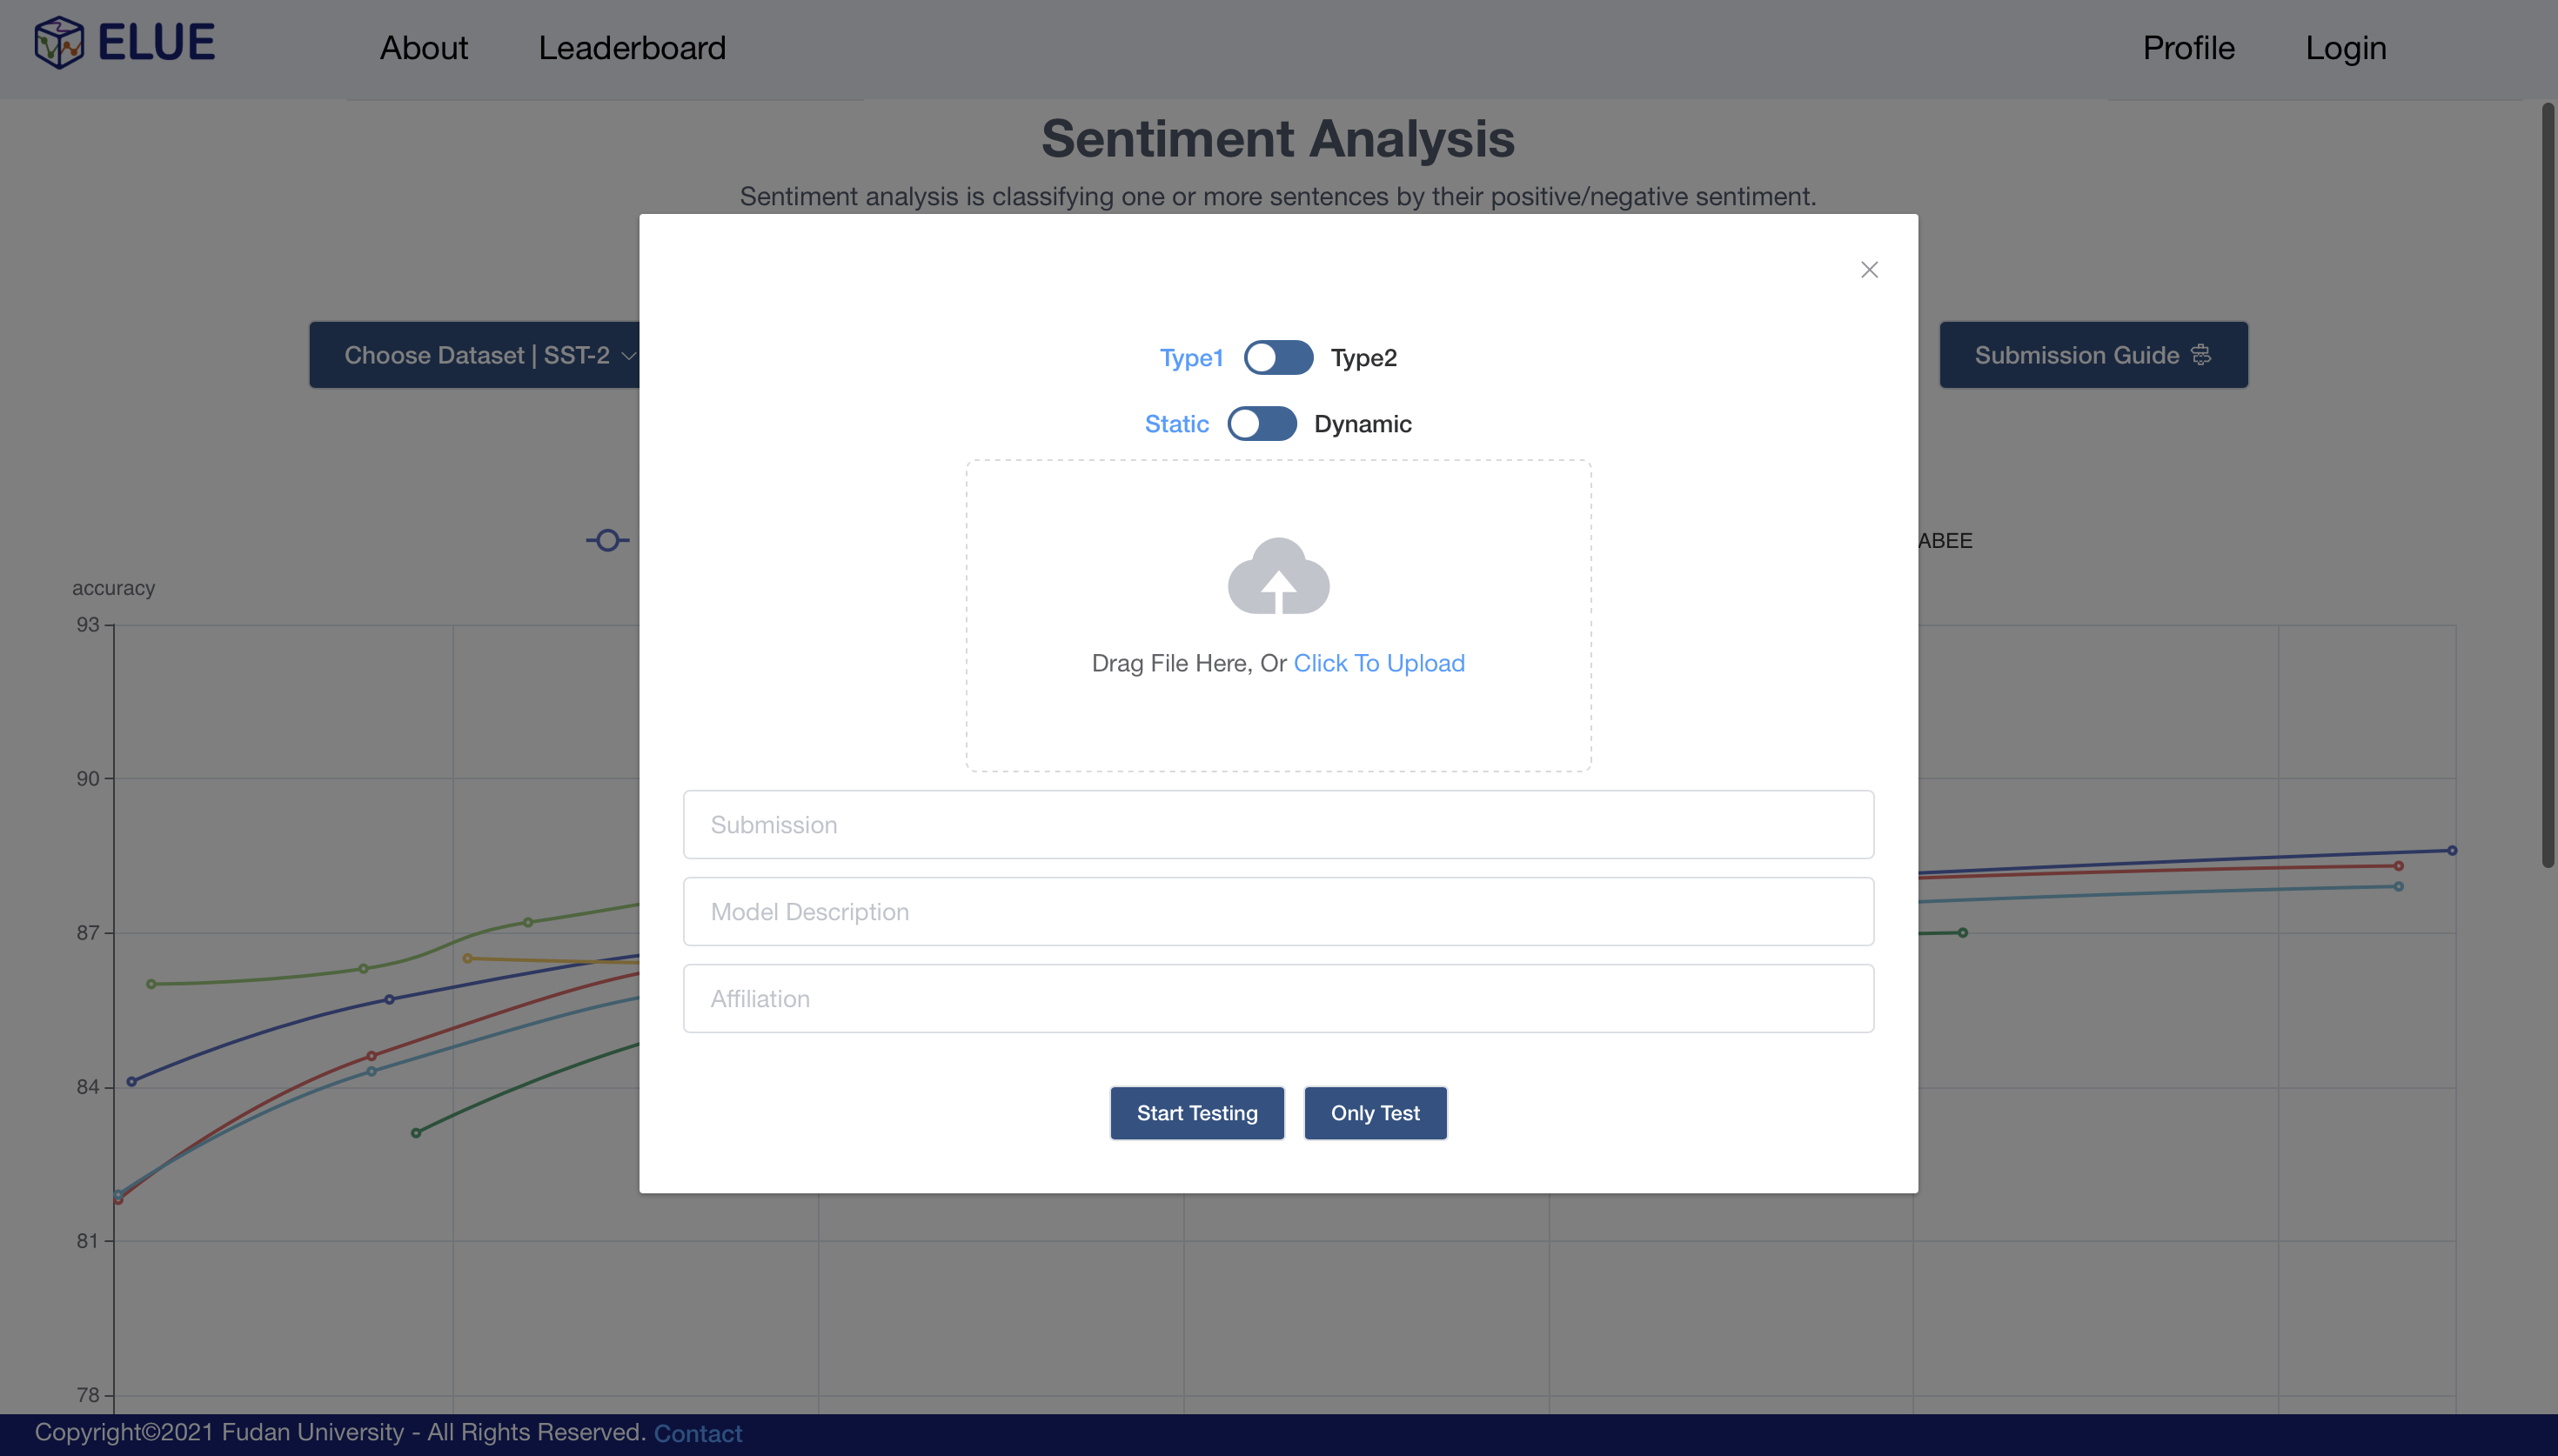 ELUE About Leaderboard Profile Login
Sentiment Analysis
Sentiment analysis is classifying one or more sentences by their positive/negative sentiment.
Choose Dataset | SST-2
Submission Guide
Type1 Type2
Static Dynamic
Drag File Here, Or Click To Upload
Submission
Model Description
Affiliation
Start Testing Only Test
ABEE
accuracy
93
90
87
84
81
78
Copyright©2021 Fudan University - All Rights Reserved. Contact